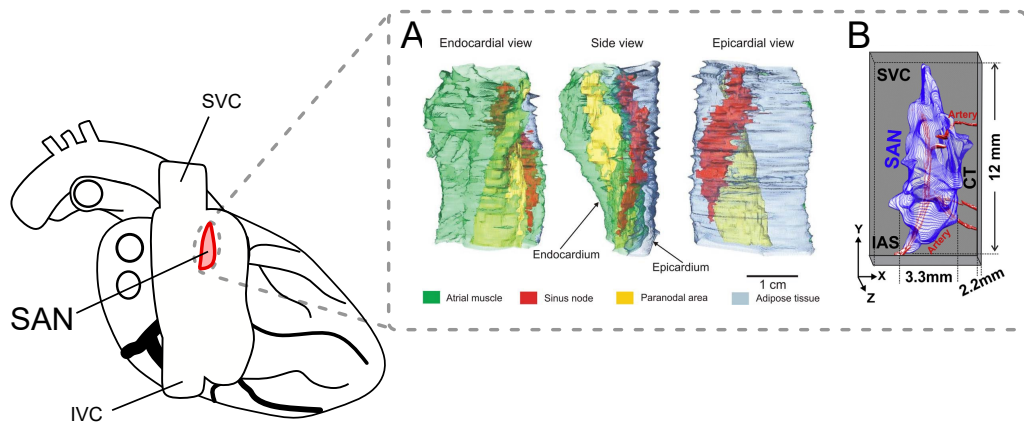 SVC
SAN
IVC
A
Endocardial view
Side view
Epicardial view
Endocardium
Epicardium
1 cm
Atrial muscle
Sinus node
Paranodal area
Adipose tissue
B
SVC
Artery
SAN
CT
12 mm
IAS
Artery
Y
X
Z
3.3mm
2.2mm